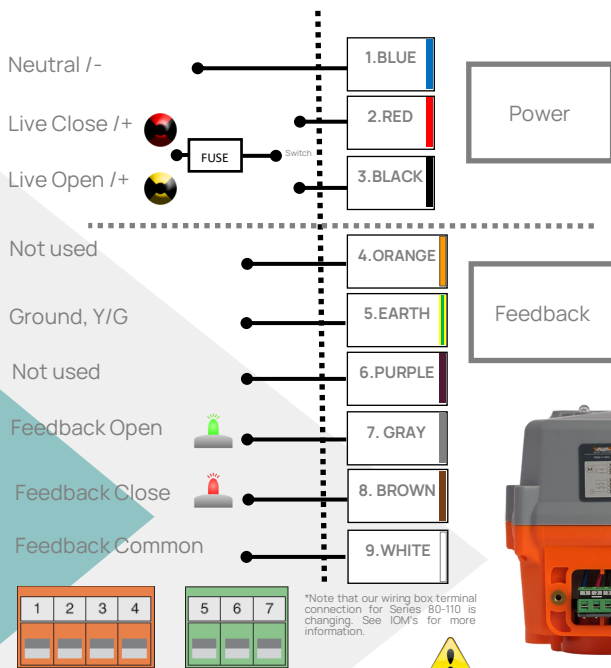 Neutral /-
1.BLUE
Live Close /+
2.RED
Power
FUSE
Switch
Live Open /+
3.BLACK
Not used
4.ORANGE
Ground, Y/G
5.EARTH
Feedback
Not used
6.PURPLE
Feedback Open
7. GRAY
Feedback Close
8. BROWN
Feedback Common
9.WHITE
1 2 3 4
5 6 7
*Note that our wiring box terminal
connection for Series 80-110 is
changing. See IOM's for more
information.